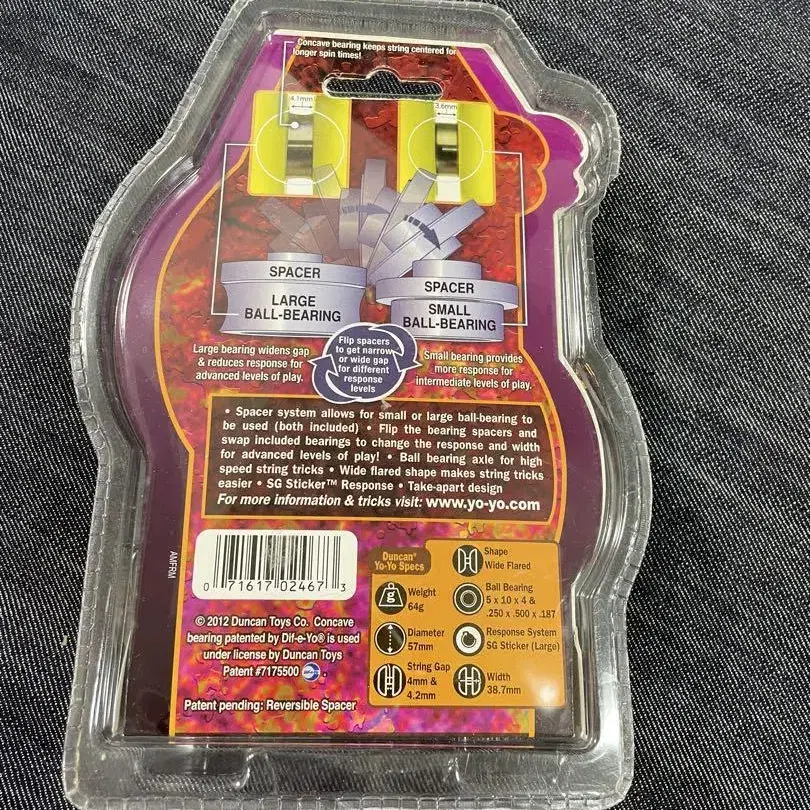 Concave bearing keeps string centered for
longer spin times!
4.1mm
3.6mm
SPACER
LARGE
BALL-BEARING
SPACER
SMALL
BALL-BEARING
Large bearing widens gap
& reduces response for
advanced levels of play.
Flip spacers
to get narrow
or wide gap
for different
response
levels
Small bearing provides
more response for
intermediate levels of play.
• Spacer system allows for small or large ball-bearing to
be used (both included) • Flip the bearing spacers and
swap included bearings to change the response and width
for advanced levels of play! • Ball bearing axle for high
speed string tricks • Wide flared shape makes string tricks
easier • SG Sticker™ Response • Take-apart design
For more information & tricks visit: www.yo-yo.com
AMFRM
0 71617 02467 3
© 2012 Duncan Toys Co. Concave
bearing patented by Dif-e-Yo® is used
under license by Duncan Toys
Patent #7175500
Patent pending: Reversible Spacer
Duncan®
Yo-Yo Specs
g
Weight
64g
Diameter
57mm
String Gap
4mm &
4.2mm
Shape
Wide Flared
Ball Bearing
5 x 10 x 4 &
.250 x .500 x .187
Response System
SG Sticker (Large)
Width
38.7mm